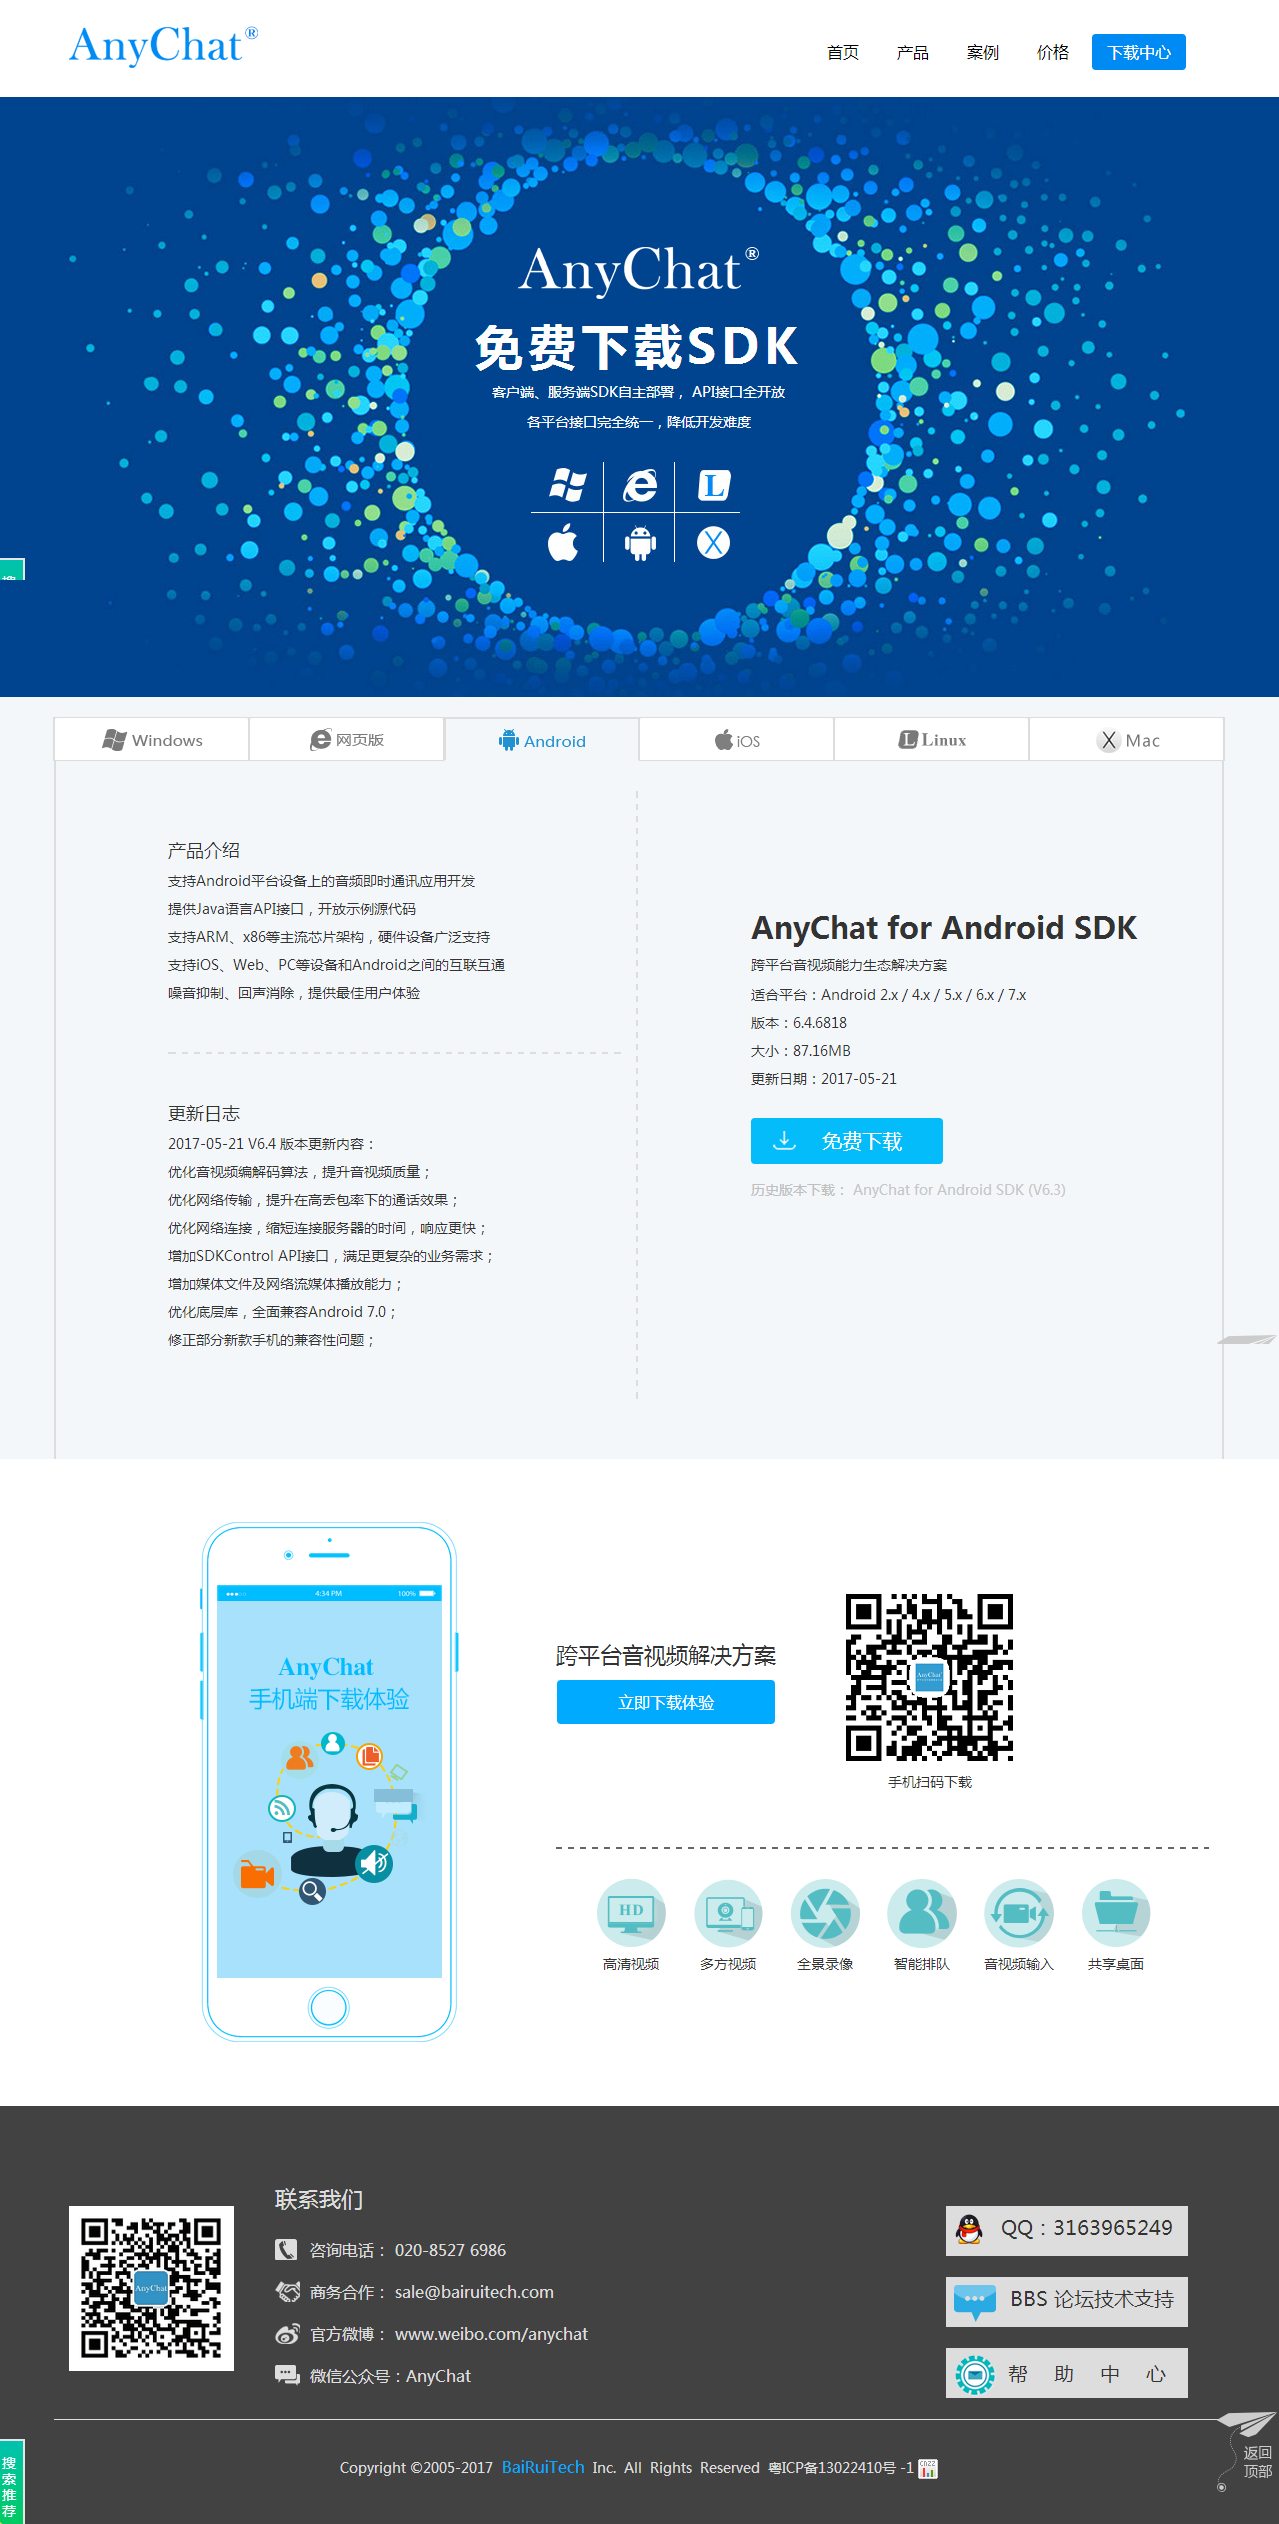 AnyChat®
首页 产品 案例 价格 下载中心
AnyChat®
免费下载SDK
客户端、服务端SDK自主部署， API接口全开放
各平台接口完全统一，降低开发难度
Windows 网页版 Android iOS Linux Mac
产品介绍
支持Android平台设备上的音频即时通讯应用开发
提供Java语言API接口，开放示例源代码
支持ARM、x86等主流芯片架构，硬件设备广泛支持
支持iOS、Web、PC等设备和Android之间的互联互通
噪音抑制、回声消除，提供最佳用户体验
更新日志
2017-05-21 V6.4 版本更新内容：
优化音视频编解码算法，提升音视频质量；
优化网络传输，提升在高丢包率下的通话效果；
优化网络连接，缩短连接服务器的时间，响应更快；
增加SDKControl API接口，满足更复杂的业务需求；
增加媒体文件及网络流媒体播放能力；
优化底层库，全面兼容Android 7.0；
修正部分新款手机的兼容性问题；
AnyChat for Android SDK
跨平台音视频能力生态解决方案
适合平台：Android 2.x / 4.x / 5.x / 6.x / 7.x
版本：6.4.6818
大小：87.16MB
更新日期：2017-05-21
免费下载
历史版本下载： AnyChat for Android SDK (V6.3)
4:34 PM 100%
AnyChat
手机端下载体验
跨平台音视频解决方案
立即下载体验
AnyChat
手机扫码下载
HD
高清视频 多方视频 全景录像 智能排队 音视频输入 共享桌面
AnyChat
联系我们
咨询电话： 020-8527 6986
商务合作： sale@bairuitech.com
官方微博： www.weibo.com/anychat
微信公众号：AnyChat
QQ：3163965249
BBS 论坛技术支持
帮 助 中 心
Copyright ©2005-2017 BaiRuiTech Inc. All Rights Reserved 粤ICP备13022410号 -1
返回
顶部
搜索推荐